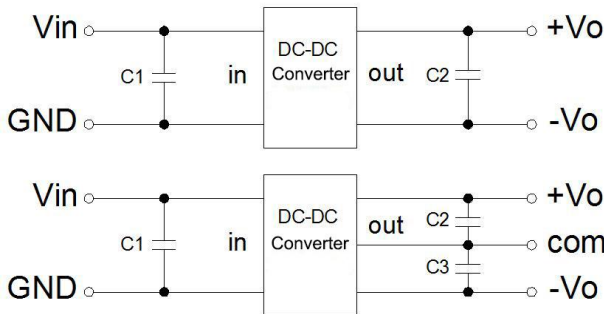 Vin
DC-DC
Converter
+Vo
C1
in
out
C2
GND
-Vo
Vin
DC-DC
Converter
+Vo
out
C2
C1
in
com
C3
GND
-Vo